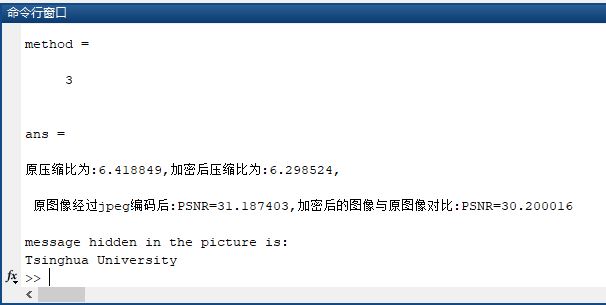 命令行窗口
method =
3
ans =
原压缩比为:6.418849,加密后压缩比为:6.298524,
原图像经过jpeg编码后:PSNR=31.187403,加密后的图像与原图像对比:PSNR=30.200016
message hidden in the picture is:
Tsinghua University
fx >>